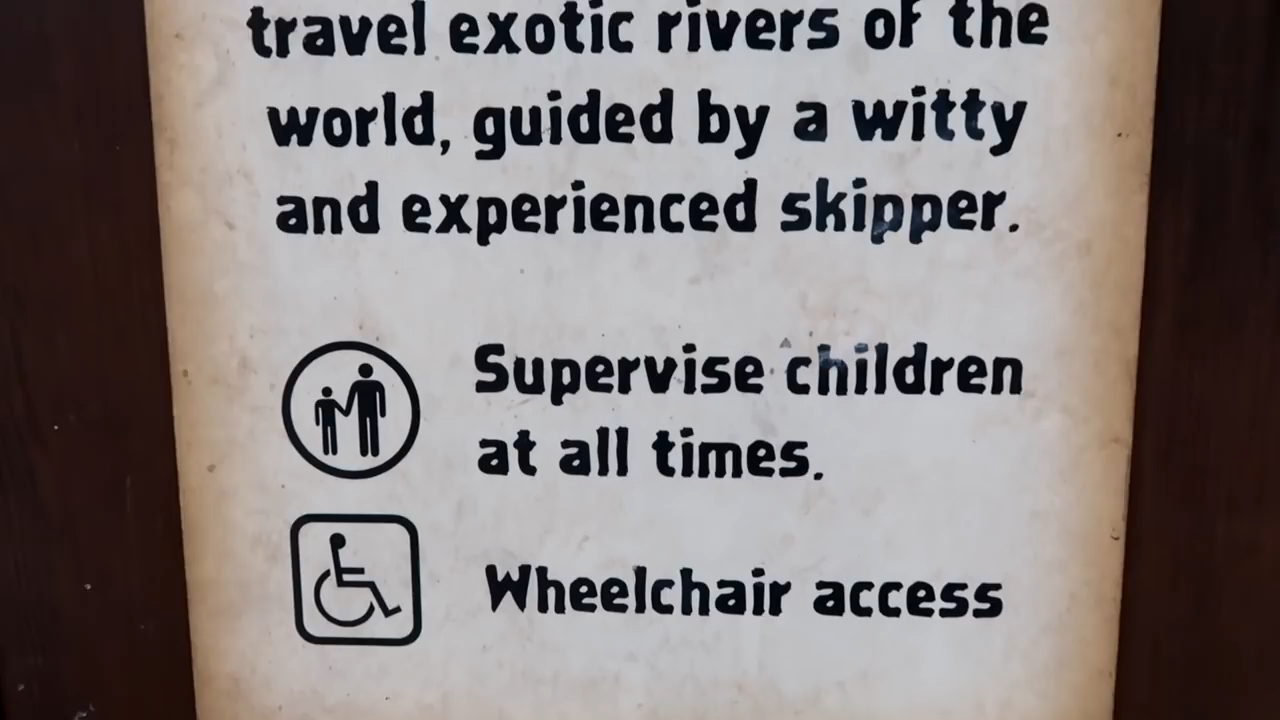 travel exotic rivers of the
world, guided by a witty
and experienced skipper.
Supervise children
at all times.
Wheelchair access